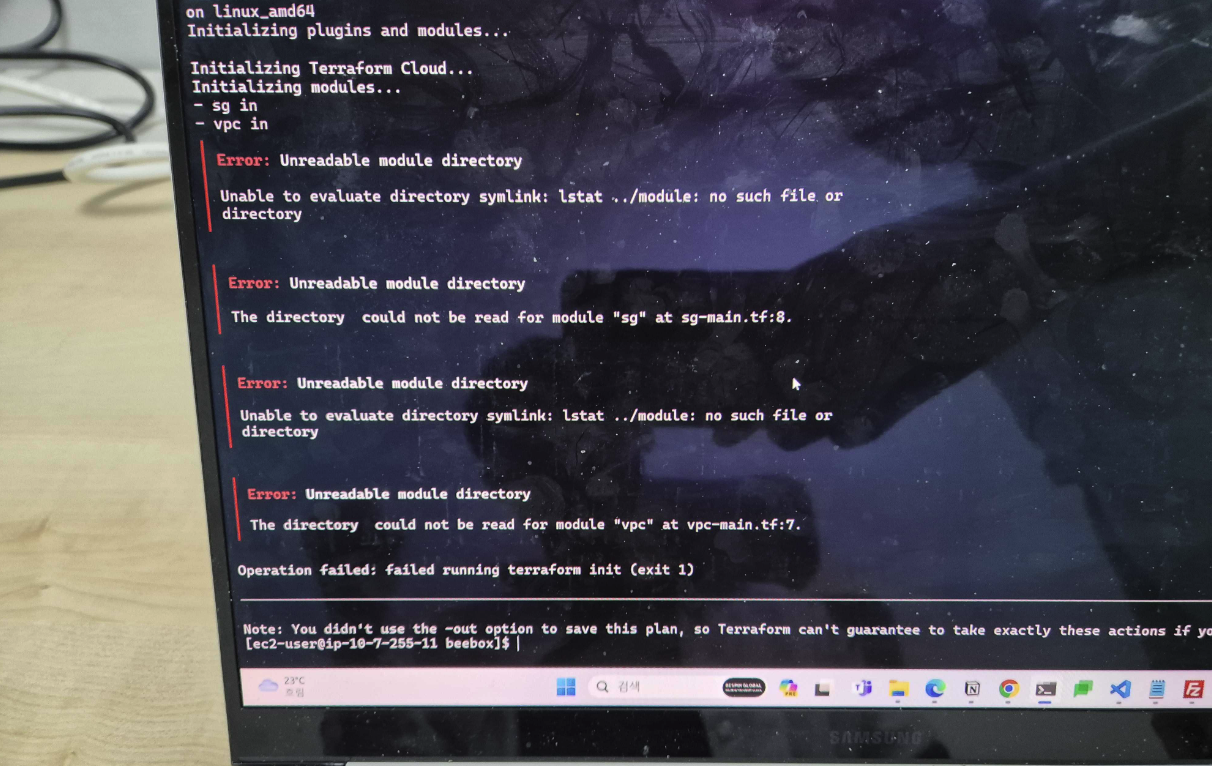 on linux_amd64
Initializing plugins and modules...
Initializing Terraform Cloud...
Initializing modules...
- sg in
- vpc in
Error: Unreadable module directory
Unable to evaluate directory symlink: lstat ../module: no such file or
directory
Error: Unreadable module directory
The directory  could not be read for module "sg" at sg-main.tf:8.
Error: Unreadable module directory
Unable to evaluate directory symlink: lstat ../module: no such file or
directory
Error: Unreadable module directory
The directory  could not be read for module "vpc" at vpc-main.tf:7.
Operation failed: failed running terraform init (exit 1)
Note: You didn't use the -out option to save this plan, so Terraform can't guarantee to take exactly these actions if yo
[ec2-user@ip-10-7-255-11 beebox]$
23°C
검색
SAMSUNG